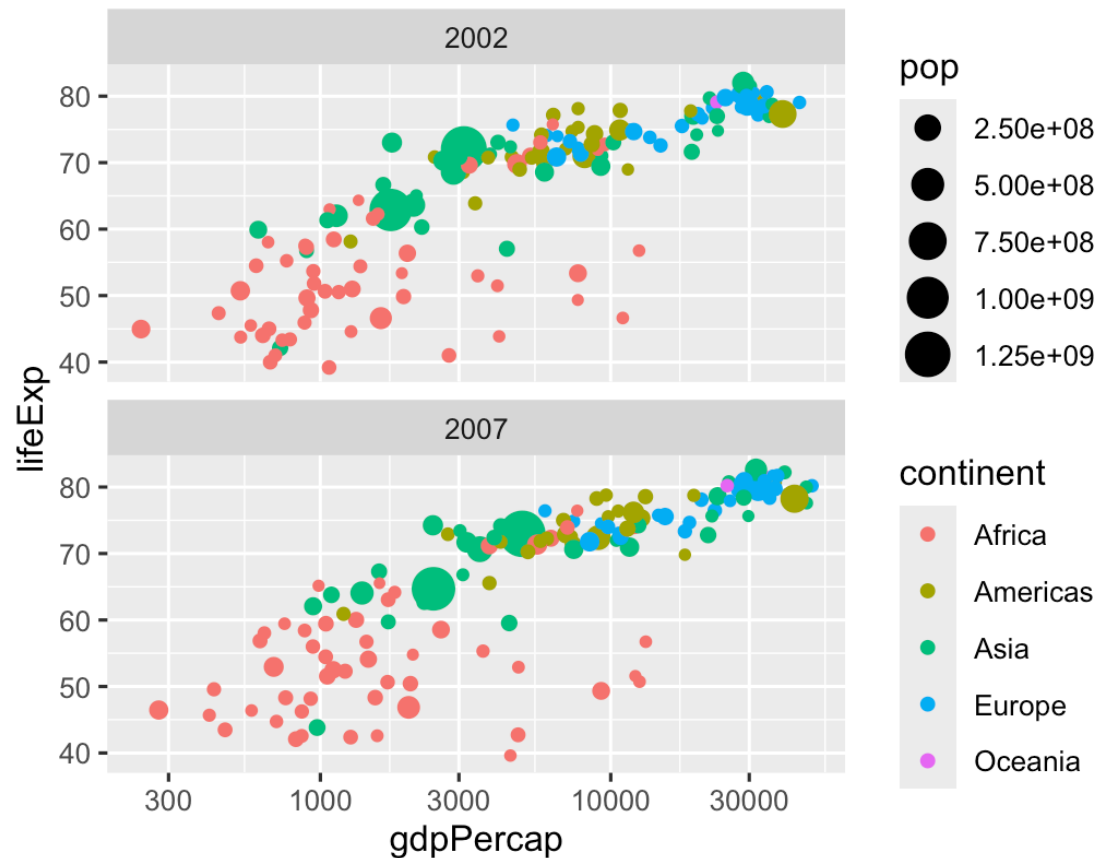 2002
80
70
60
50
40
2007
80
70
60
50
40
300 1000 3000 10000 30000
gdpPercap
lifeExp
pop
2.50e+08
5.00e+08
7.50e+08
1.00e+09
1.25e+09
continent
Africa
Americas
Asia
Europe
Oceania